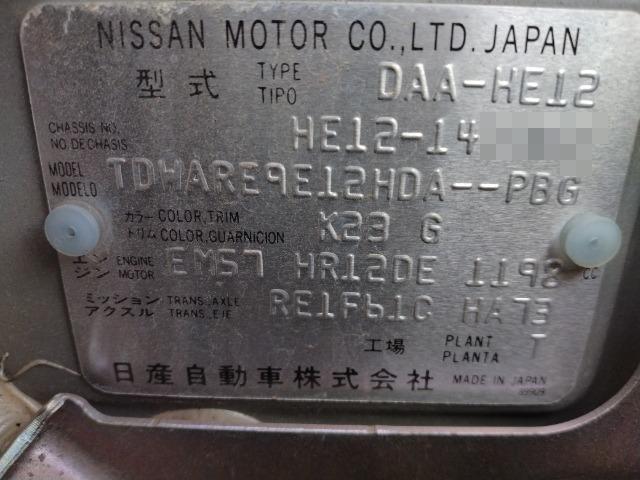 NISSAN MOTOR CO.,LTD. JAPAN
型式 TYPE TIPO DAA-HE12
CHASSIS NO. NO. DE CHASIS HE12-14
MODEL MODELO TDHARE9E12HDA--PBG
カラー トリム COLOR,TRIM COLOR,GUARNICION K23 G
エンジン ENGINE MOTOR EM57 HR12DE 1198 CC
ミッション アクスル TRANS.,AXLE TRANS.,EJE RE1F61C HA73
工場 PLANT PLANTA T
日産自動車株式会社 MADE IN JAPAN